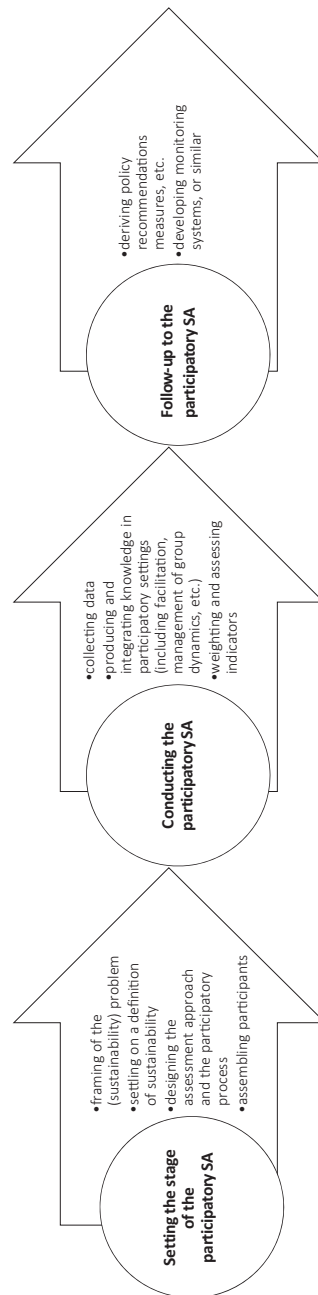 Setting the stage
of the
participatory SA
•framing of the
(sustainability) problem
•settling on a definition
of sustainability
•designing the
assessment approach
and the participatory
process
•assembling participants
Conducting the
participatory SA
•collecting data
•producing and
integrating knowledge in
participatory settings
(including facilitation,
management of group
dynamics, etc.)
•weighting and assessing
indicators
Follow-up to the
participatory SA
•deriving policy
recommendations
measures, etc.
•developing monitoring
systems, or similar